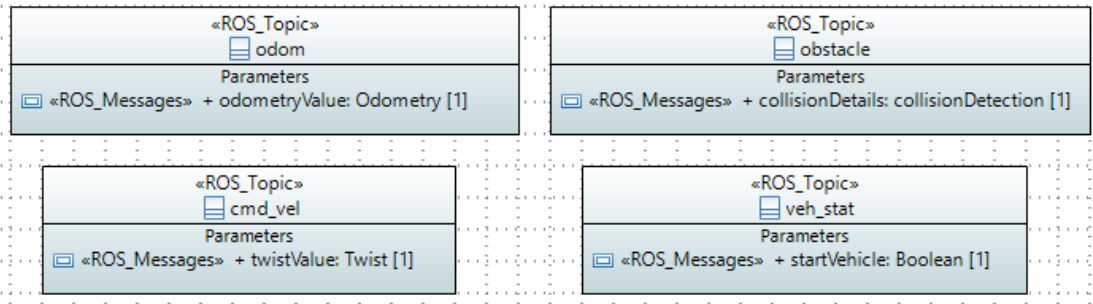 «ROS_Topic»
odom
Parameters
«ROS_Messages» + odometryValue: Odometry [1]
«ROS_Topic»
obstacle
Parameters
«ROS_Messages» + collisionDetails: collisionDetection [1]
«ROS_Topic»
cmd_vel
Parameters
«ROS_Messages» + twistValue: Twist [1]
«ROS_Topic»
veh_stat
Parameters
«ROS_Messages» + startVehicle: Boolean [1]